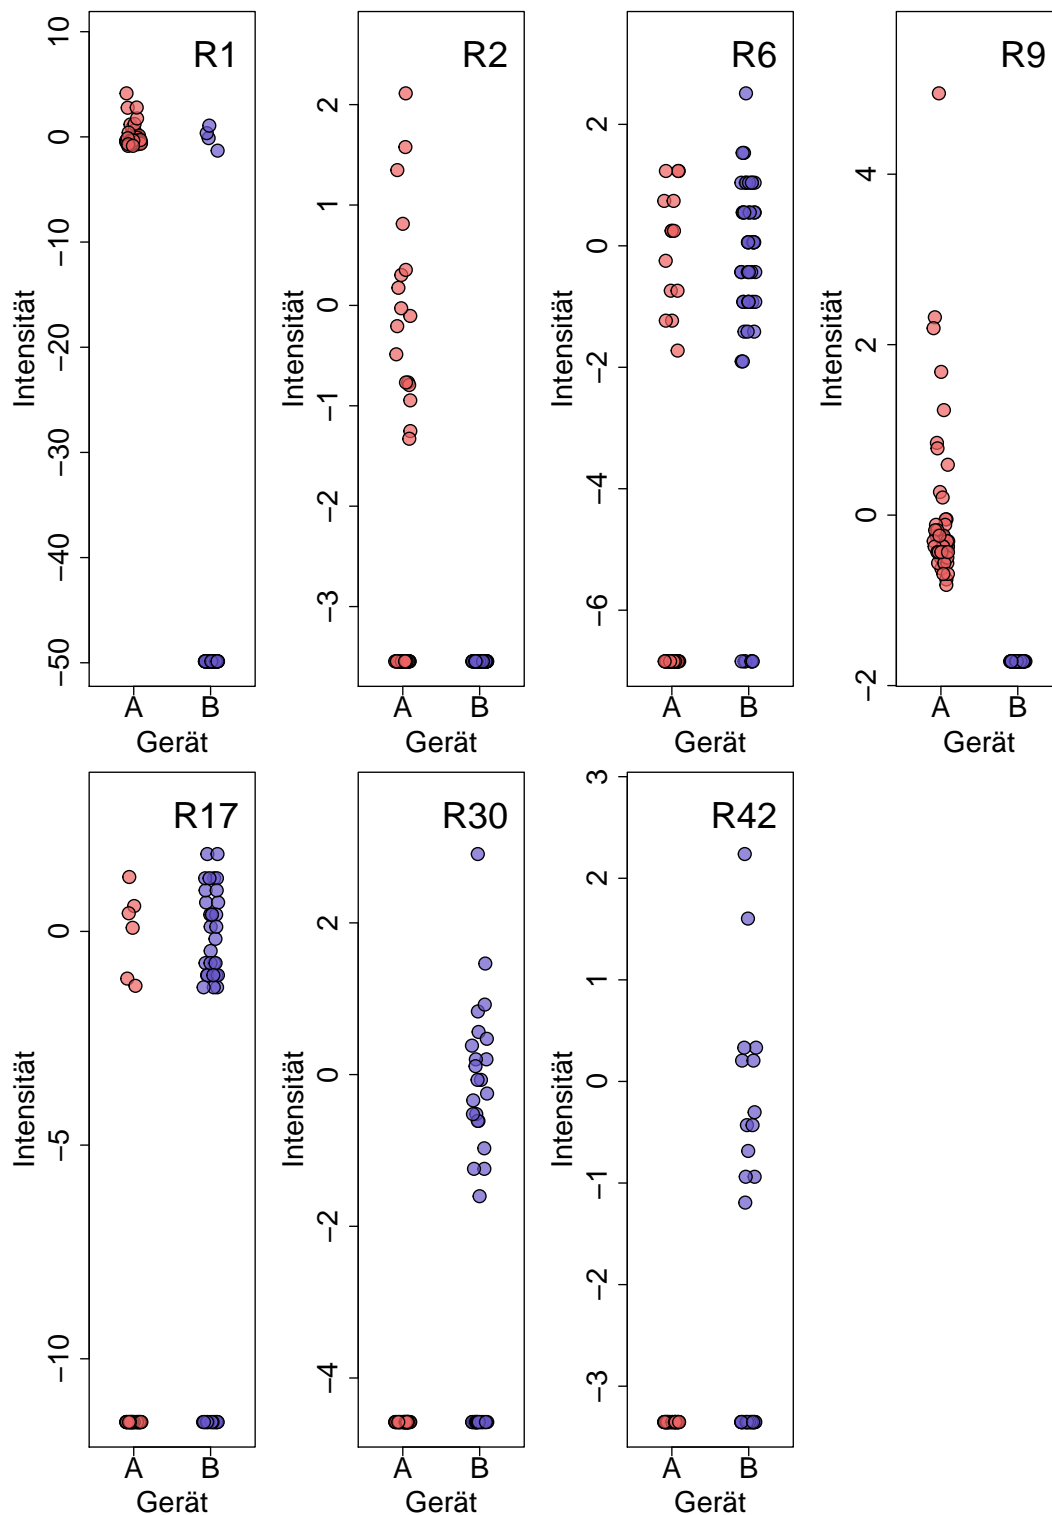 R1
10
0
−10
−20
−30
−40
−50
Intensität
A B
Gerät
R2
2
1
0
−1
−2
−3
Intensität
A B
Gerät
R6
2
0
−2
−4
−6
Intensität
A B
Gerät
R9
4
2
0
−2
Intensität
A B
Gerät
R17
0
−5
−10
Intensität
A B
Gerät
R30
2
0
−2
−4
Intensität
A B
Gerät
R42
3
2
1
0
−1
−2
−3
Intensität
A B
Gerät